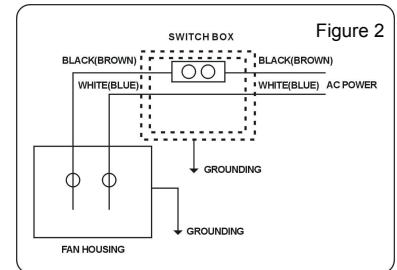 Figure 2
SWITCH BOX
BLACK(BROWN)
BLACK(BROWN)
WHITE(BLUE)
WHITE(BLUE)
AC POWER
GROUNDING
GROUNDING
FAN HOUSING